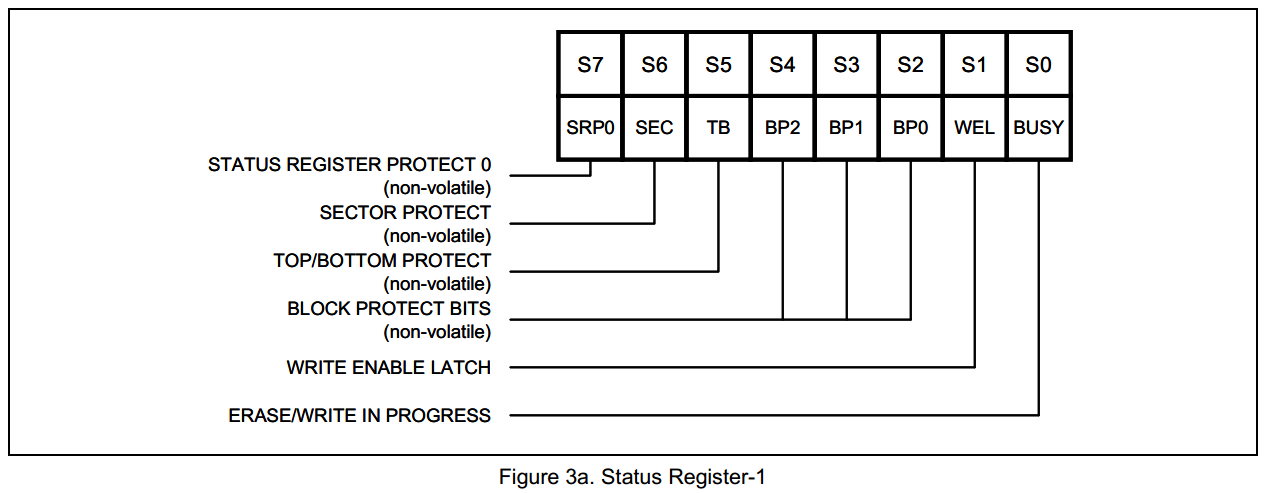 S7 S6 S5 S4 S3 S2 S1 S0
SRP0 SEC TB BP2 BP1 BP0 WEL BUSY
STATUS REGISTER PROTECT 0
(non-volatile)
SECTOR PROTECT
(non-volatile)
TOP/BOTTOM PROTECT
(non-volatile)
BLOCK PROTECT BITS
(non-volatile)
WRITE ENABLE LATCH
ERASE/WRITE IN PROGRESS
Figure 3a. Status Register-1